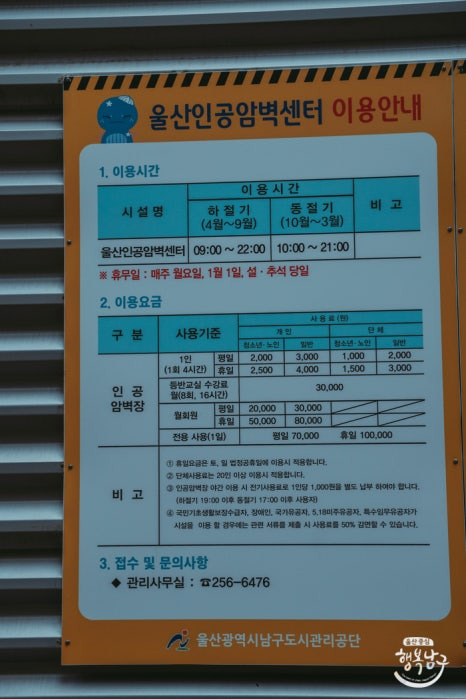 울산인공암벽센터 이용안내
1. 이용시간
시 설 명
이 용 시 간
비 고
하 절 기
(4월～9월)
동 절 기
(10월～3월)
울산인공암벽센터
09:00 ～ 22:00
10:00 ～ 21:00
※ 휴무일 : 매주 월요일, 1월 1일, 설 · 추석 당일
2. 이용요금
구 분
사용기준
사 용 료 (원)
개 인
단 체
청소년·노인
일반
청소년·노인
일반
인 공
암벽장
1인
(1회 4시간)
평일
2,000
3,000
1,000
2,000
휴일
2,500
4,000
1,500
3,000
등반교실 수강료
월(8회, 16시간)
30,000
월회원
평일
20,000
30,000
휴일
50,000
80,000
전용 사용(1일)
평일 70,000 휴일 100,000
비 고
① 휴일요금은 토, 일 법정공휴일에 이용시 적용합니다.
② 단체사용료는 20인 이상 이용시 적용합니다.
③ 인공암벽장 야간 이용 시 전기사용료로 1인당 1,000원을 별도 납부 하여야 합니다.
(하절기 19:00 이후 동절기 17:00 이후 사용자)
④ 국민기초생활보장수급자, 장애인, 국가유공자, 5.18민주유공자, 특수임무유공자가
시설을 이용 할 경우에는 관련 서류를 제출 시 사용료를 50% 감면할 수 있습니다.
3. 접수 및 문의사항
◆ 관리사무실 : ☎256-6476
울산광역시남구도시관리공단
울산 중심
행복남구